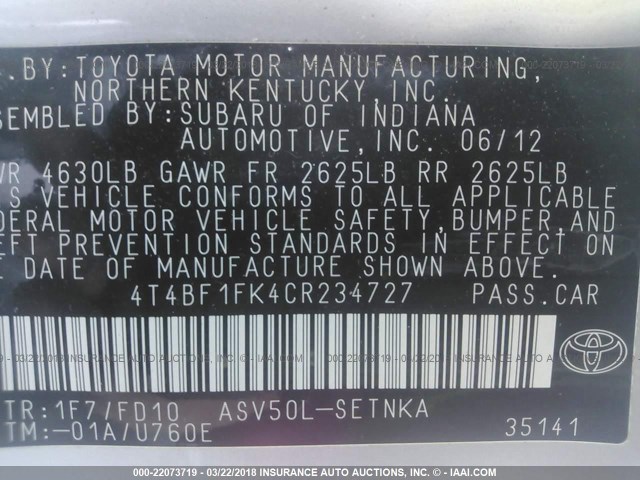 . BY: TOYOTA MOTOR MANUFACTURING,
NORTHERN KENTUCKY, INC.
SEMBLED BY: SUBARU OF INDIANA
AUTOMOTIVE, INC. 06/12
WR 4630LB GAWR FR 2625LB RR 2625LB
S VEHICLE CONFORMS TO ALL APPLICABLE
DERAL MOTOR VEHICLE SAFETY, BUMPER, AND
EFT PREVENTION STANDARDS IN EFFECT ON
E DATE OF MANUFACTURE SHOWN ABOVE.
4T4BF1FK4CR234727 PASS.CAR
TR: 1F7/FD10 ASV50L-SETNKA
TM:-01A/U760E 35141
000-22073719 - 03/22/2018 INSURANCE AUTO AUCTIONS - © - IAAI.COM